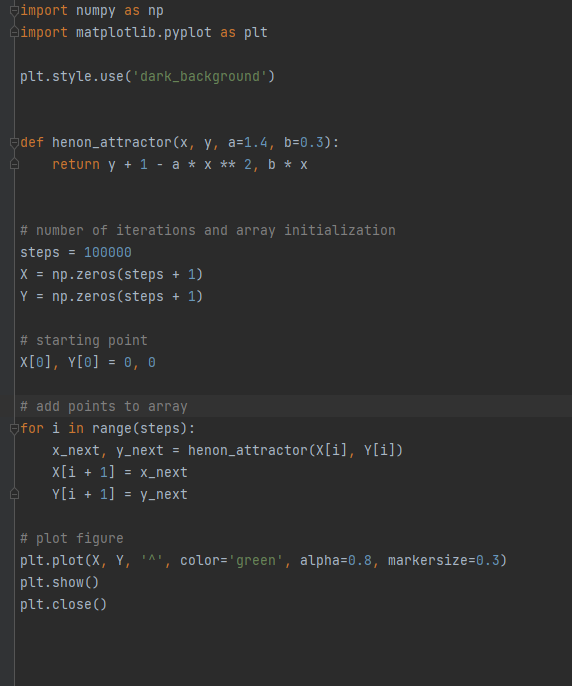 import numpy as np
import matplotlib.pyplot as plt

plt.style.use('dark_background')


def henon_attractor(x, y, a=1.4, b=0.3):
    return y + 1 - a * x ** 2, b * x


# number of iterations and array initialization
steps = 100000
X = np.zeros(steps + 1)
Y = np.zeros(steps + 1)

# starting point
X[0], Y[0] = 0, 0

# add points to array
for i in range(steps):
    x_next, y_next = henon_attractor(X[i], Y[i])
    X[i + 1] = x_next
    Y[i + 1] = y_next

# plot figure
plt.plot(X, Y, '^', color='green', alpha=0.8, markersize=0.3)
plt.show()
plt.close()